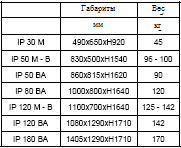 Габариты Вес
мм кг
IP 30 M 490x650xH920 45
IP 50 M - B 830x500xH1540 96 - 100
IP 50 BA 860x815xH1620 90
IP 80 BA 1000x800xH1640 120
IP 120 M - B 1100x700xH1640 125 - 142
IP 120 BA 1080x1290xH1710 142
IP 180 BA 1405x1290xH1710 170